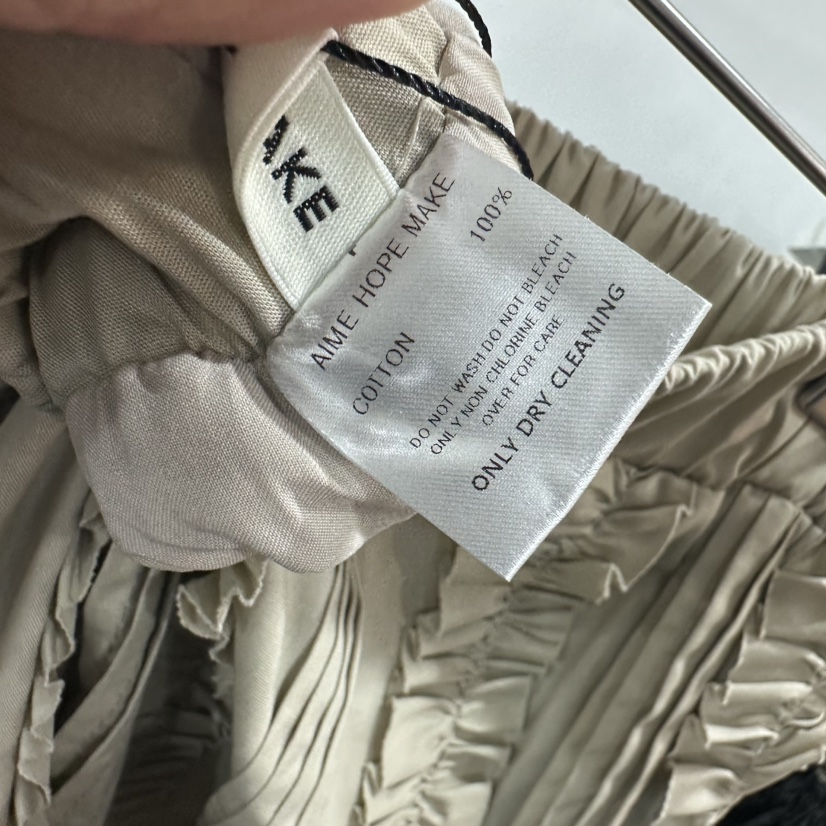 AKE
AIME HOPE MAKE
COTTON 100%
DO NOT WASH DO NOT BLEACH
ONLY NON CHLORINE BLEACH
OVER FOR CARE
ONLY DRY CLEANING